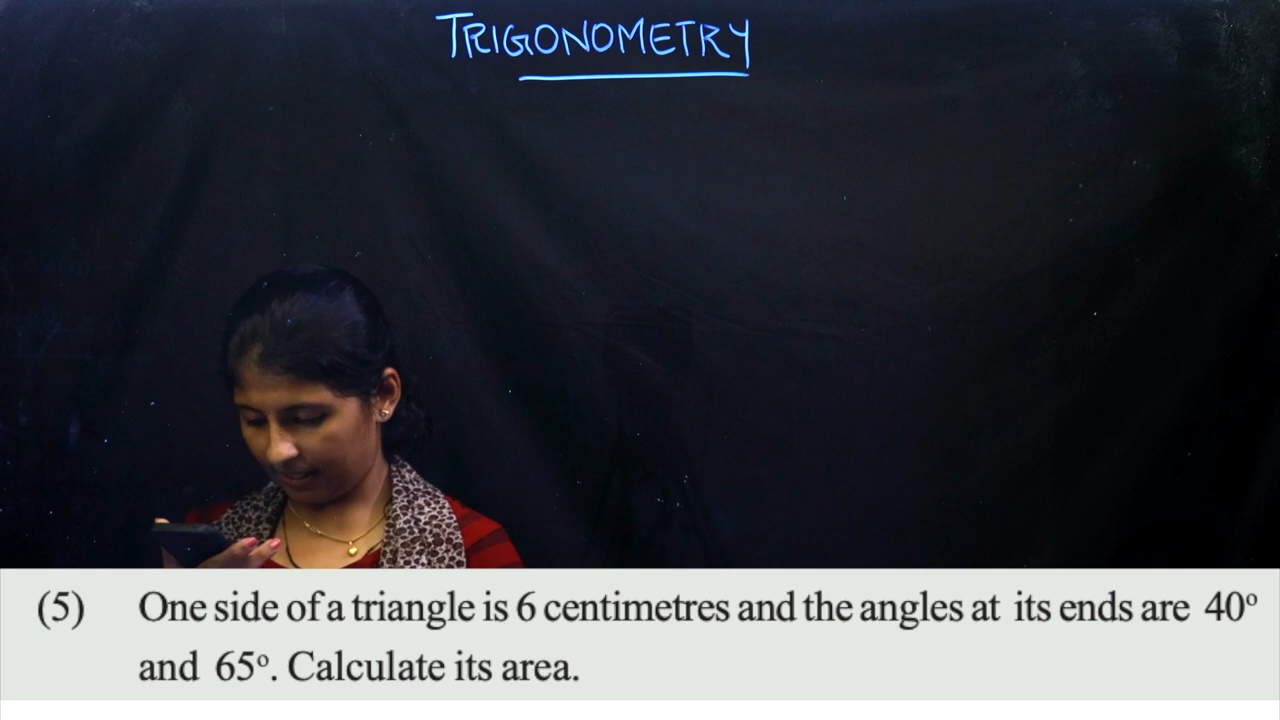 TRIGONOMETRY
(5) One side of a triangle is 6 centimetres and the angles at its ends are 40°
and 65°. Calculate its area.